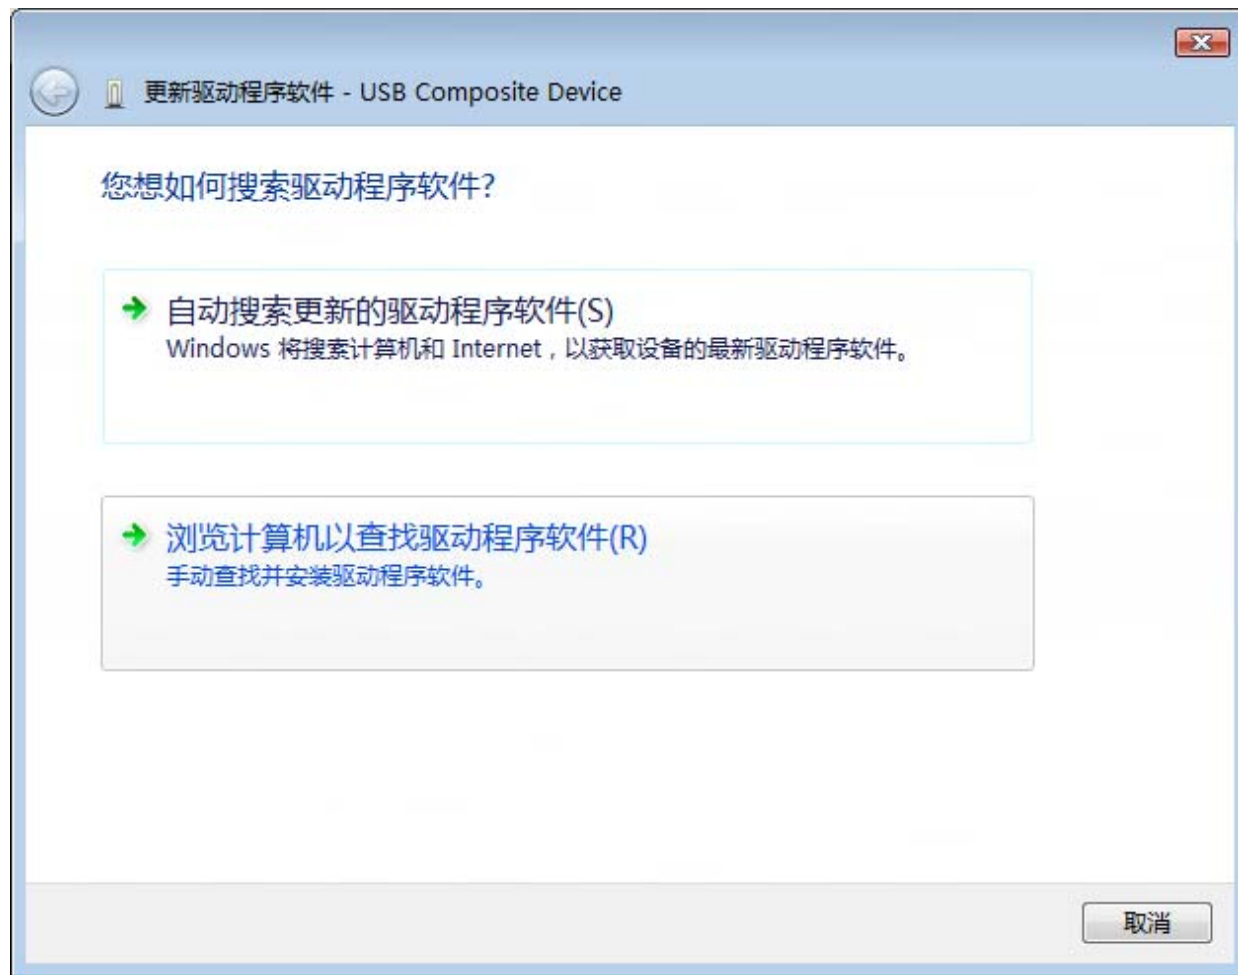 更新驱动程序软件 - USB Composite Device
您想如何搜索驱动程序软件?
自动搜索更新的驱动程序软件(S)
Windows 将搜索计算机和 Internet，以获取设备的最新驱动程序软件。
浏览计算机以查找驱动程序软件(R)
手动查找并安装驱动程序软件。
取消